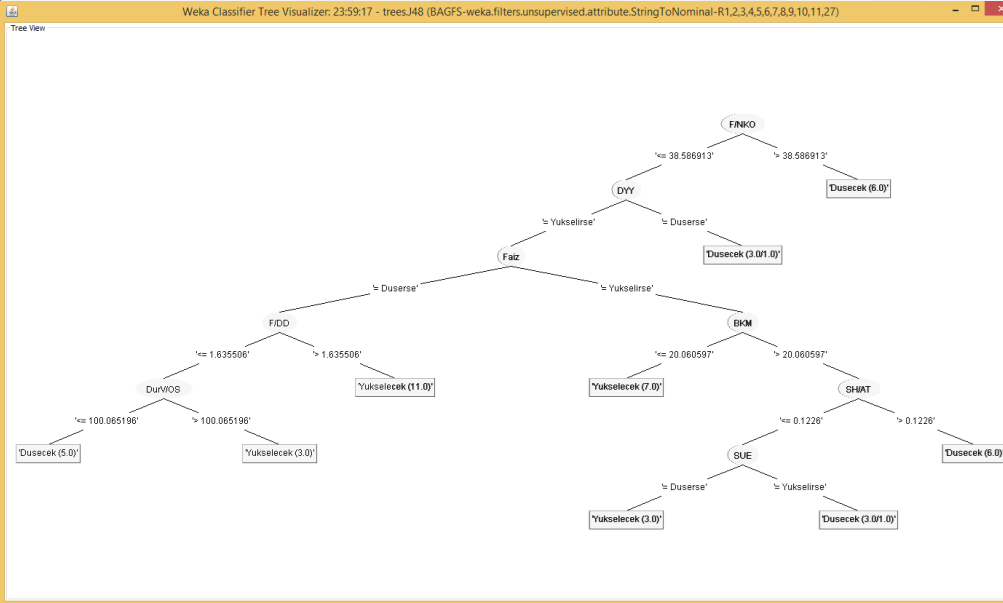 Weka Classifier Tree Visualizer: 23:59:17 - trees.J48 (BAGFS-weka.filters.unsupervised.attribute.StringToNominal-R1,2,3,4,5,6,7,8,9,10,11,27)
Tree View
F/NKO
'<= 38.586913' '> 38.586913'
DYY 'Dusecek (6.0)'
'= Yukselirse' '= Duserse'
Faiz 'Dusecek (3.0/1.0)'
'= Duserse' '= Yukselirse'
F/DD BKM
'<= 1.635506' '> 1.635506' '<= 20.060597' '> 20.060597'
DurV/OS 'Yukselecek (11.0)' 'Yukselecek (7.0)' SH/AT
'<= 100.065196' '> 100.065196' '<= 0.1226' '> 0.1226'
'Dusecek (5.0)' 'Yukselecek (3.0)' SUE 'Dusecek (6.0)'
'= Duserse' '= Yukselirse'
'Yukselecek (3.0)' 'Dusecek (3.0/1.0)'